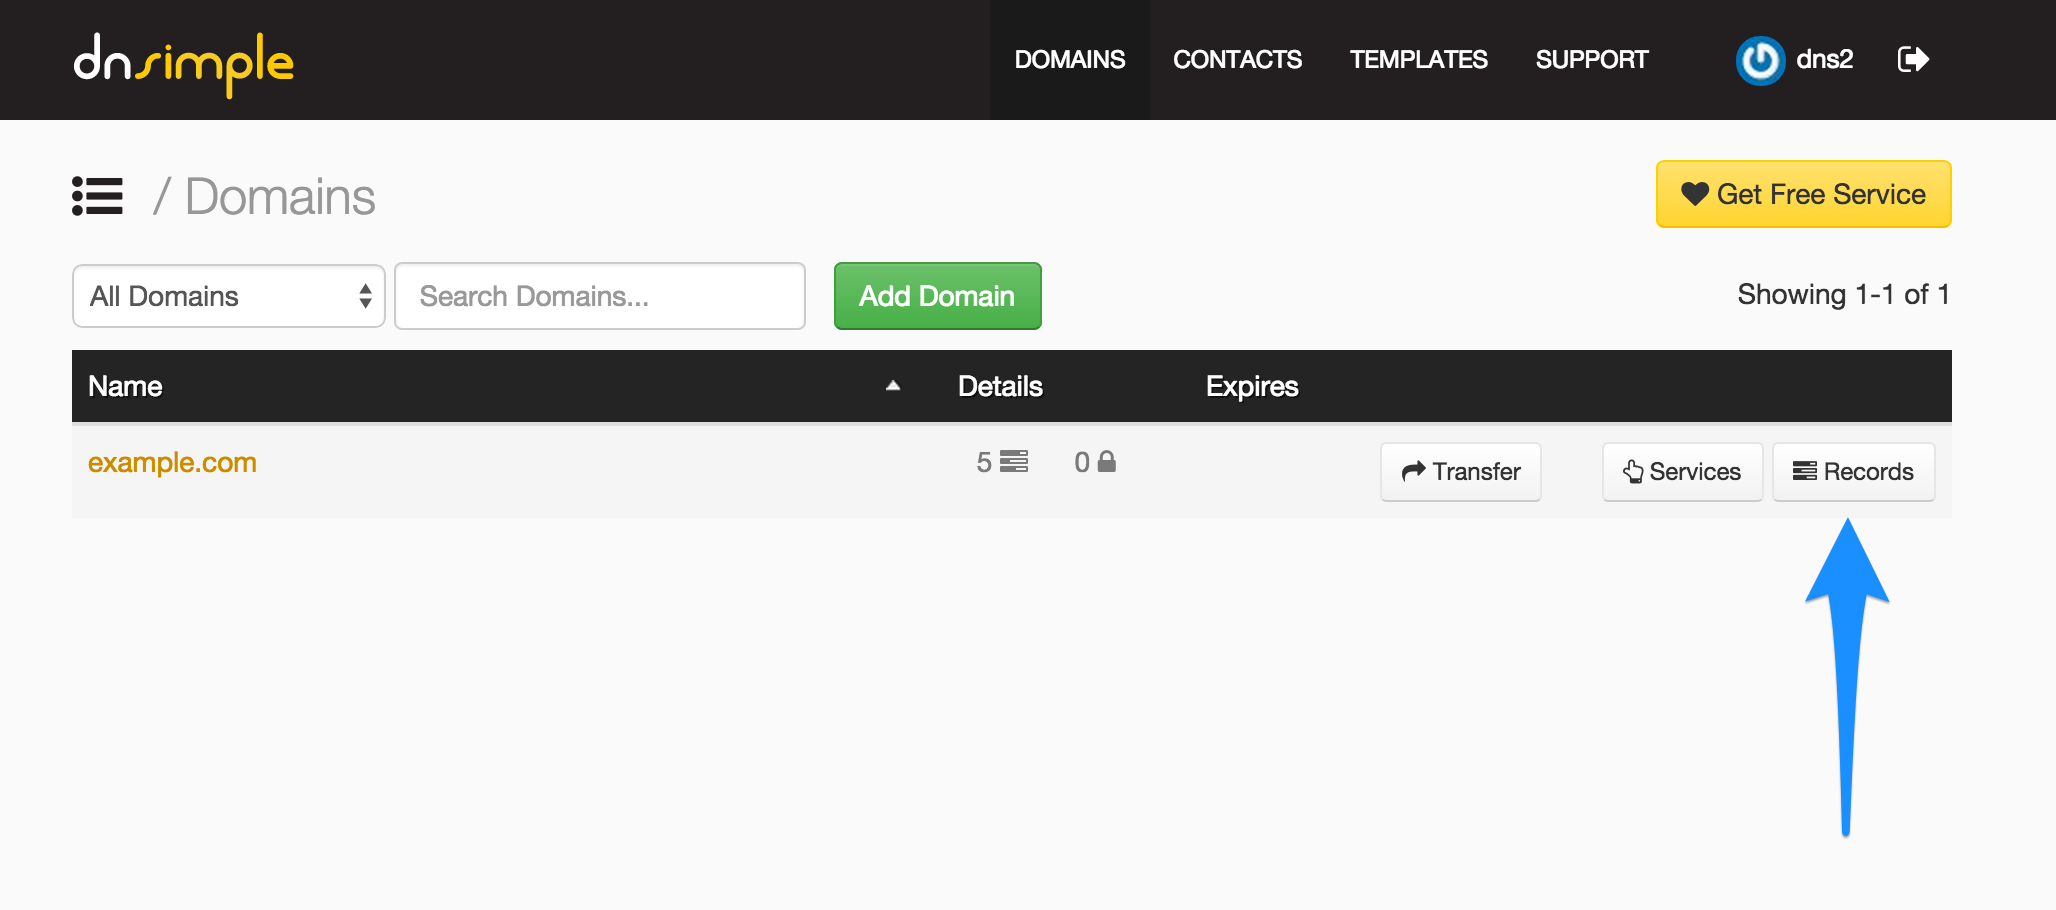 dnsimple
DOMAINS CONTACTS TEMPLATES SUPPORT dns2
/ Domains
Get Free Service
All Domains Search Domains... Add Domain Showing 1-1 of 1
Name Details Expires
example.com 5 0 Transfer Services Records